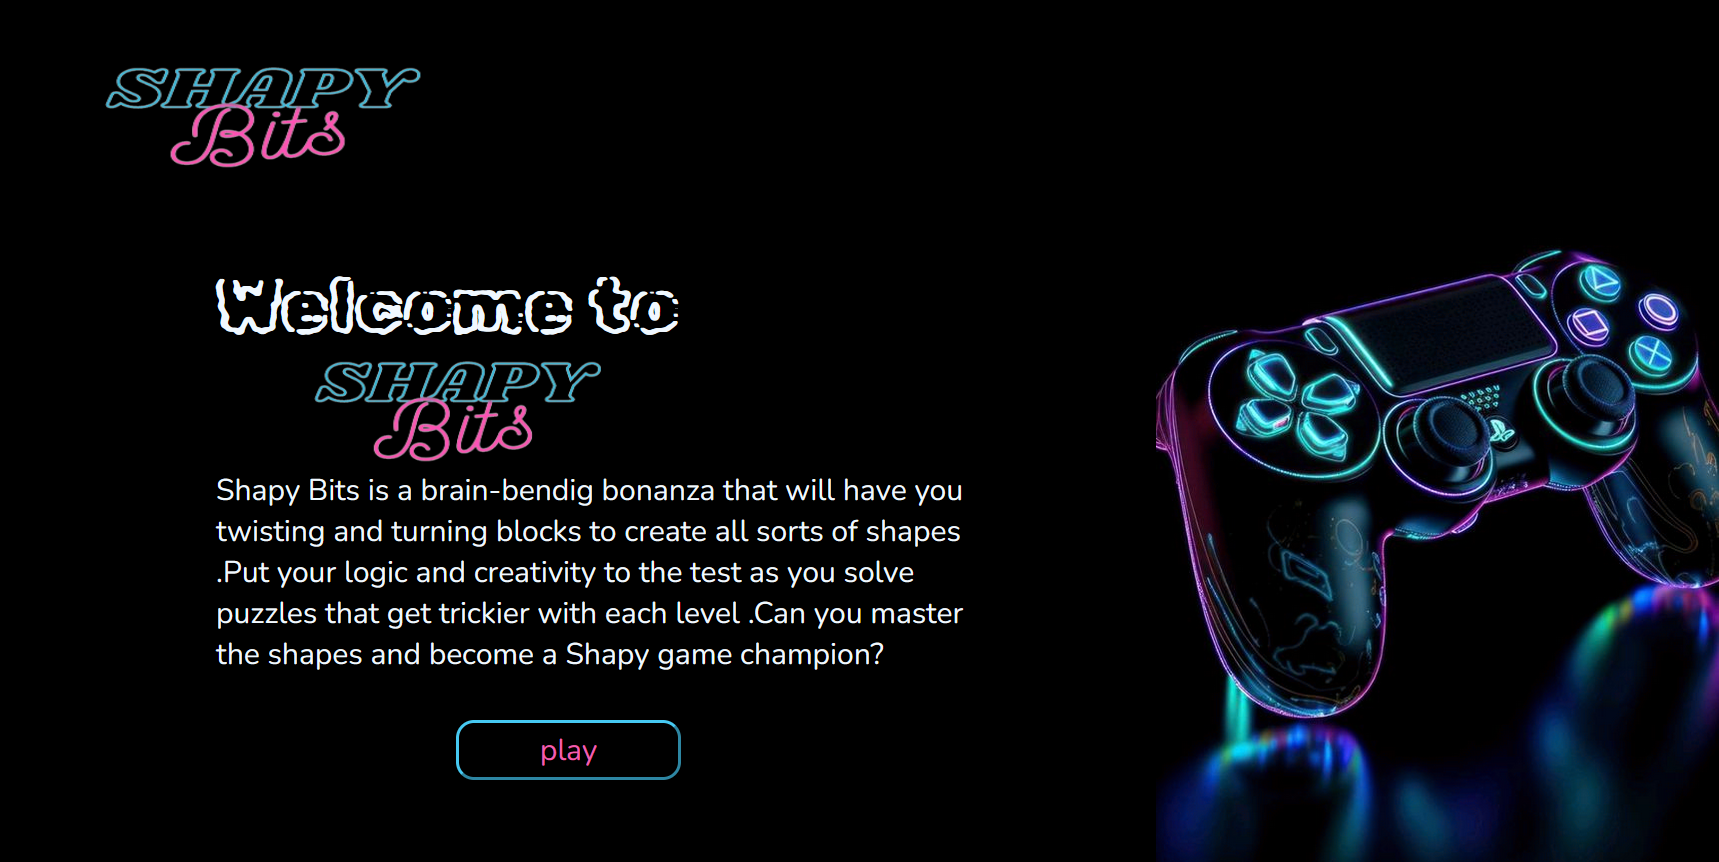 SHAPY
Bits
Welcome to
SHAPY
Bits
Shapy Bits is a brain-bendig bonanza that will have you
twisting and turning blocks to create all sorts of shapes
.Put your logic and creativity to the test as you solve
puzzles that get trickier with each level .Can you master
the shapes and become a Shapy game champion?
play